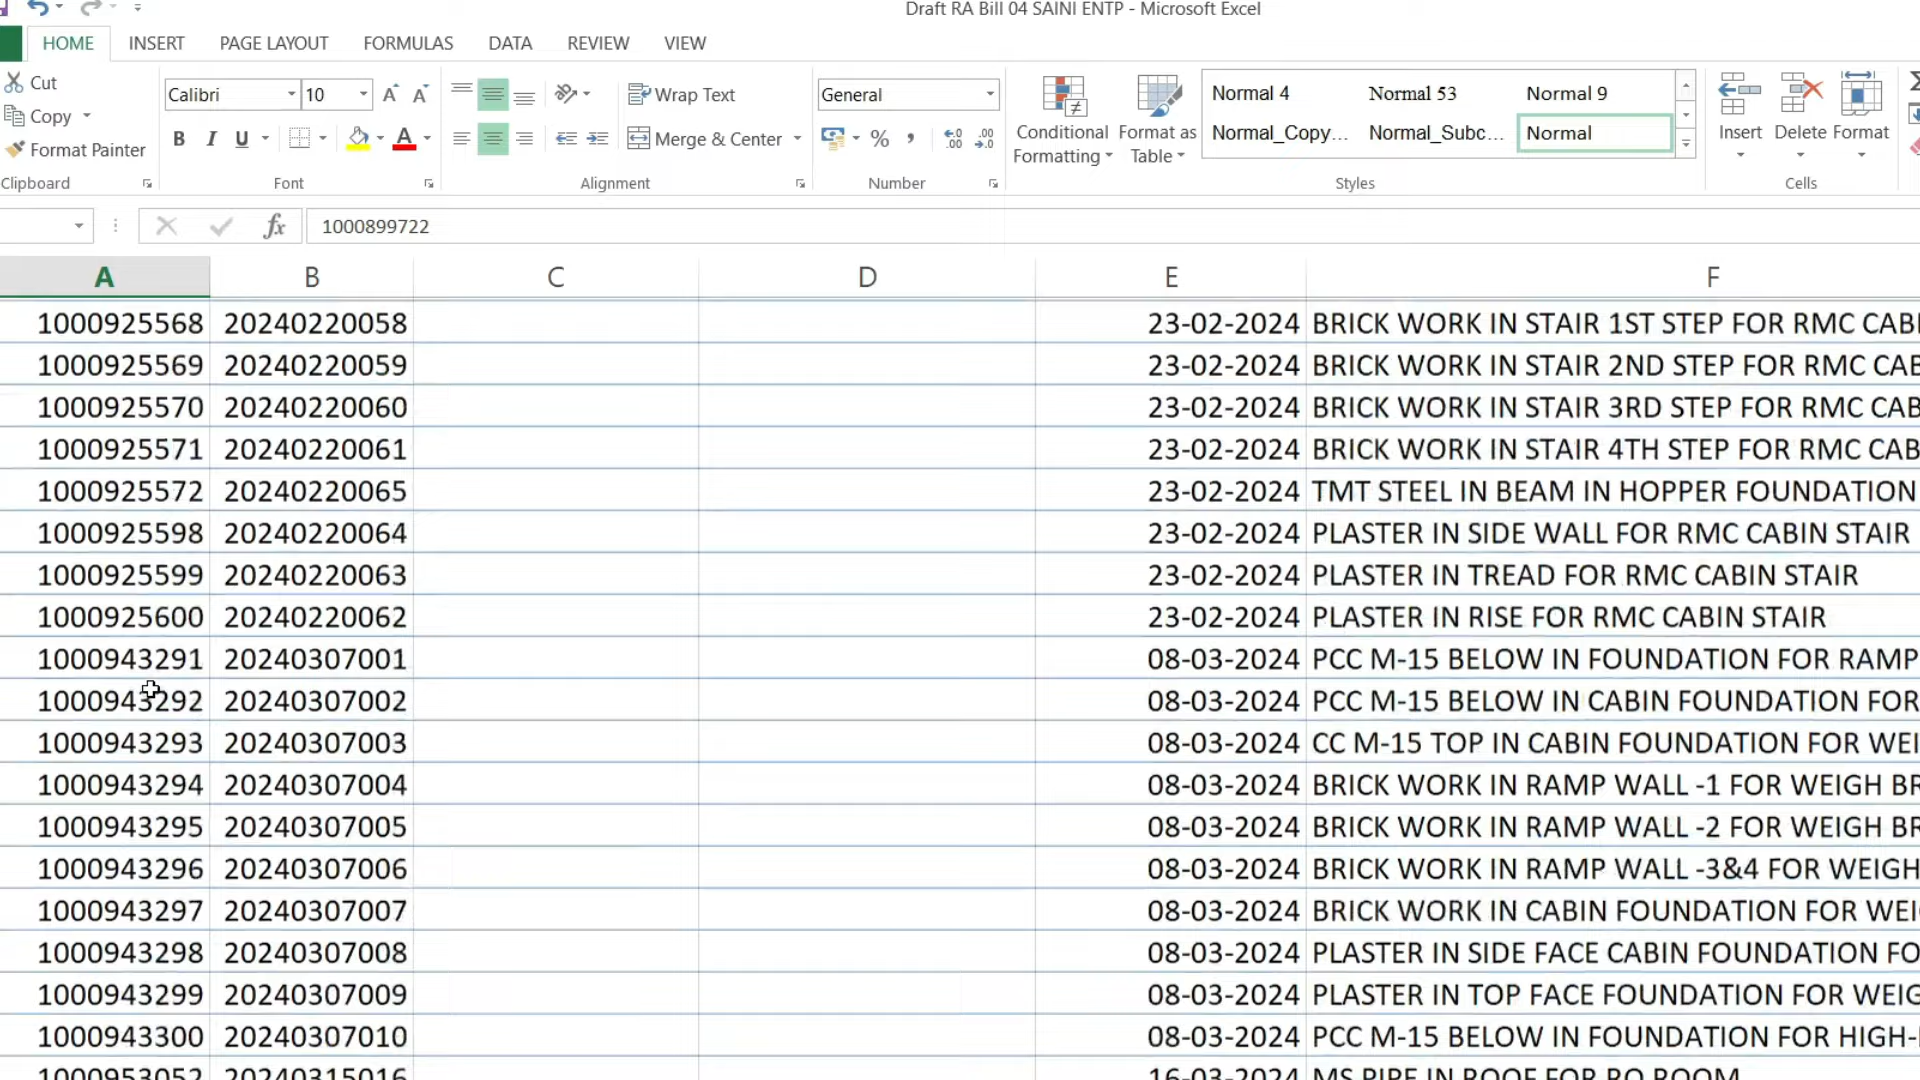 Draft RA Bill 04 SAINI ENTP - Microsoft Excel
HOME INSERT PAGE LAYOUT FORMULAS DATA REVIEW VIEW
Cut
Copy
Format Painter
Clipboard
Calibri 10
B I U
Font
Wrap Text
Merge & Center
Alignment
General
%
Number
Conditional Formatting
Format as Table
Normal 4 Normal 53 Normal 9
Normal_Copy... Normal_Subc... Normal
Styles
Insert Delete Format
Cells
fx 1000899722
A B C D E F
1000925568 20240220058 23-02-2024 BRICK WORK IN STAIR 1ST STEP FOR RMC CABI
1000925569 20240220059 23-02-2024 BRICK WORK IN STAIR 2ND STEP FOR RMC CAB
1000925570 20240220060 23-02-2024 BRICK WORK IN STAIR 3RD STEP FOR RMC CAB
1000925571 20240220061 23-02-2024 BRICK WORK IN STAIR 4TH STEP FOR RMC CAB
1000925572 20240220065 23-02-2024 TMT STEEL IN BEAM IN HOPPER FOUNDATION
1000925598 20240220064 23-02-2024 PLASTER IN SIDE WALL FOR RMC CABIN STAIR
1000925599 20240220063 23-02-2024 PLASTER IN TREAD FOR RMC CABIN STAIR
1000925600 20240220062 23-02-2024 PLASTER IN RISE FOR RMC CABIN STAIR
1000943291 20240307001 08-03-2024 PCC M-15 BELOW IN FOUNDATION FOR RAMP
1000943292 20240307002 08-03-2024 PCC M-15 BELOW IN CABIN FOUNDATION FOR
1000943293 20240307003 08-03-2024 CC M-15 TOP IN CABIN FOUNDATION FOR WEI
1000943294 20240307004 08-03-2024 BRICK WORK IN RAMP WALL -1 FOR WEIGH BR
1000943295 20240307005 08-03-2024 BRICK WORK IN RAMP WALL -2 FOR WEIGH BR
1000943296 20240307006 08-03-2024 BRICK WORK IN RAMP WALL -3&4 FOR WEIGH
1000943297 20240307007 08-03-2024 BRICK WORK IN CABIN FOUNDATION FOR WEI
1000943298 20240307008 08-03-2024 PLASTER IN SIDE FACE CABIN FOUNDATION FO
1000943299 20240307009 08-03-2024 PLASTER IN TOP FACE FOUNDATION FOR WEIG
1000943300 20240307010 08-03-2024 PCC M-15 BELOW IN FOUNDATION FOR HIGH-
1000953052 20240315016 16-03-2024 MS PIPE IN ROOF FOR RO ROOM